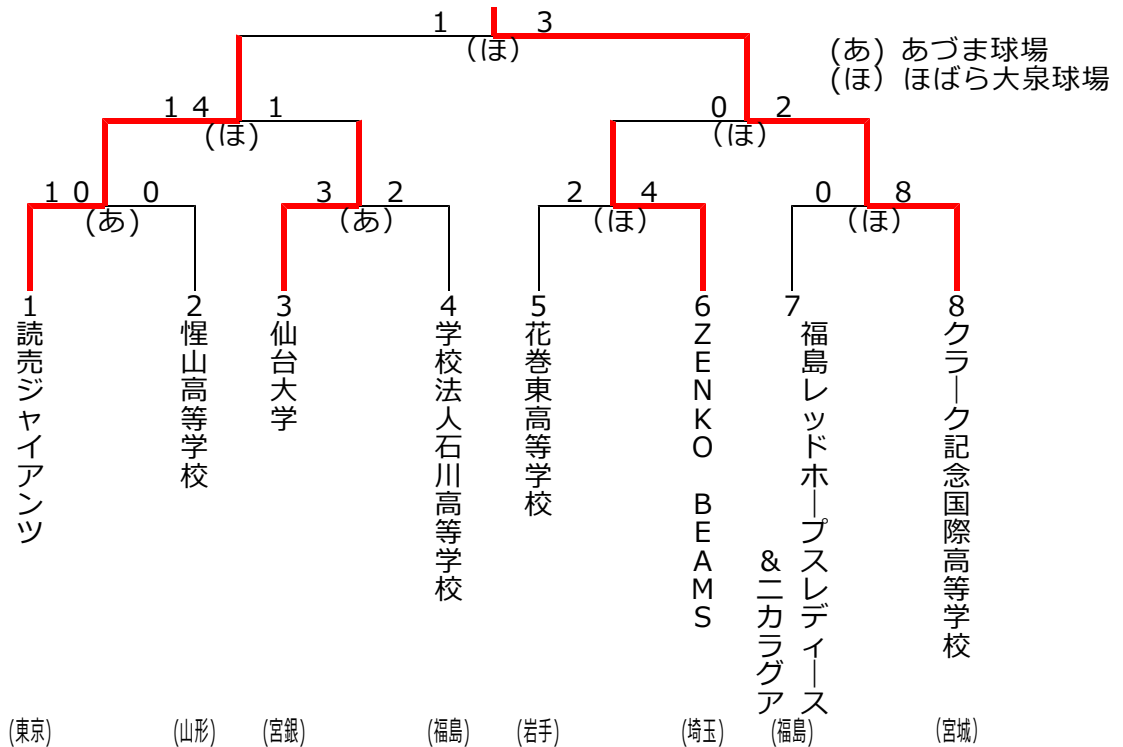 1 3
(ほ)
(あ) あづま球場
(ほ) ほばら大泉球場
14 1
(ほ)
0 2
(ほ)
10 0
(あ)
3 2
(あ)
2 4
(ほ)
0 8
(ほ)
1
読売ジャイアンツ
(東京)
2
惺山高等学校
(山形)
3
仙台大学
(宮銀)
4
学校法人石川高等学校
(福島)
5
花巻東高等学校
(岩手)
6
ZENKO BEAMS
(埼玉)
7
福島レッドホープスレディース
&ニカラグア
(福島)
8
クラーク記念国際高等学校
(宮城)